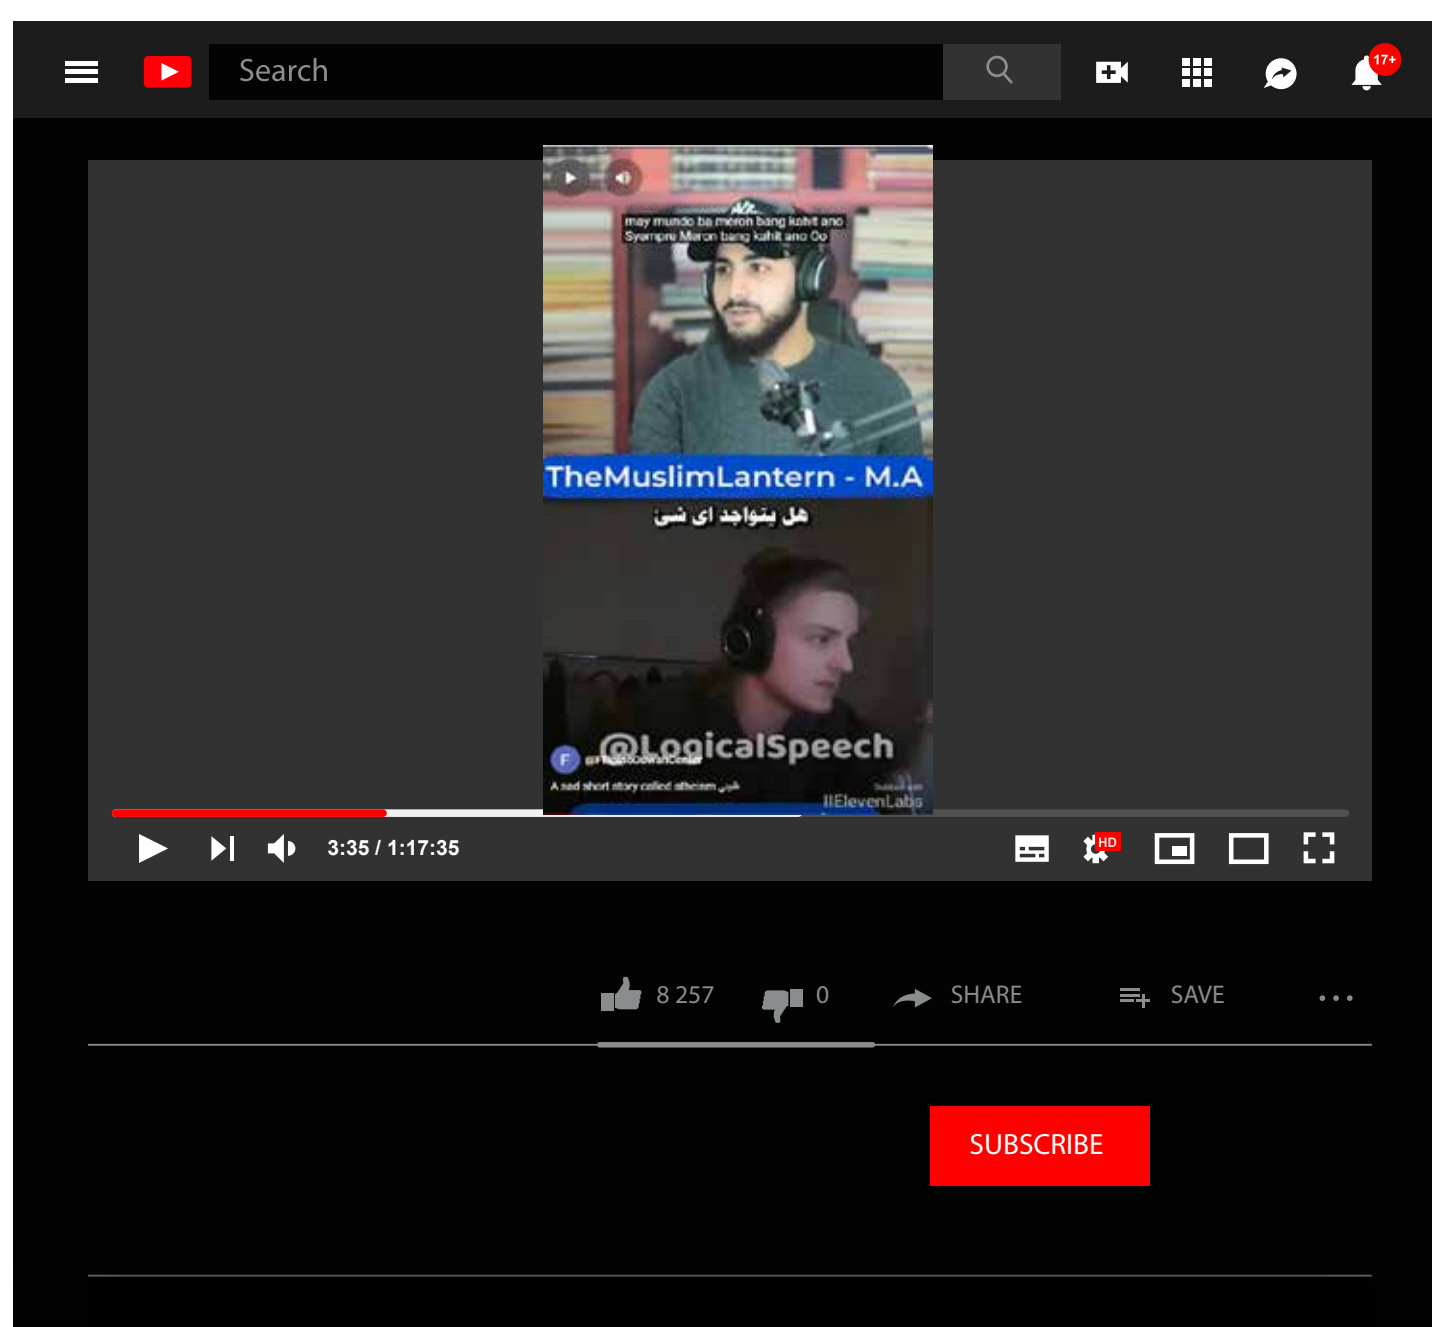 Search
17+
may mundo ba meron bang kahit ano
Syempre Meron bang kahit ano Oo
TheMuslimLantern - M.A
هل يتواجد اى شئ
@LogicalSpeech
F
A sad short story called atheism شورت
IIElevenLabs
3:35 / 1:17:35
HD
8 257
0
SHARE
SAVE
SUBSCRIBE